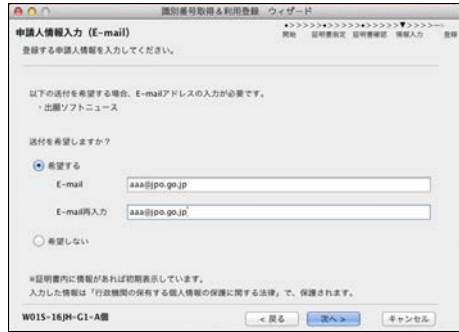 識別番号取得&利用登録 ウィザード
申請人情報入力（E-mail）
•>>>>>•>>>>>•>>>>>▼>>>>—
開始 証明書指定 証明書確認 情報入力 登録
登録する申請人情報を入力してください。
以下の送付を希望する場合、E-mailアドレスの入力が必要です。
・出願ソフトニュース
送付を希望しますか？
希望する
E-mail aaa@jpo.go.jp
E-mail再入力 aaa@jpo.go.jp
希望しない
※証明書内に情報があれば初期表示しています。
入力した情報は「行政機関の保有する個人情報の保護に関する法律」で、保護されます。
W01S-16JH-G1-A個 < 戻る 次へ > キャンセル